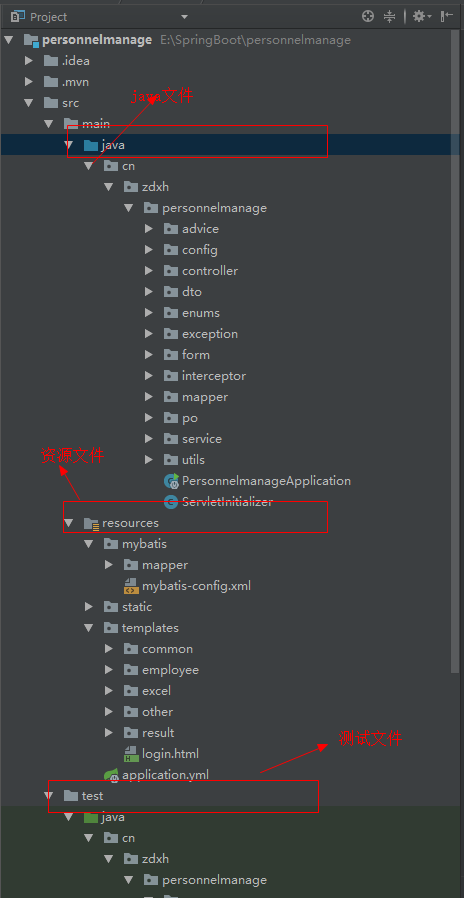 Project
personnelmanage E:\SpringBoot\personnelmanage
.idea
.mvn
src
java文件
main
java
cn
zdxh
personnelmanage
advice
config
controller
dto
enums
exception
form
interceptor
mapper
po
service
资源文件
utils
PersonnelmanageApplication
ServletInitializer
resources
mybatis
mapper
mybatis-config.xml
static
templates
common
employee
excel
other
result
测试文件
login.html
application.yml
test
java
cn
zdxh
personnelmanage